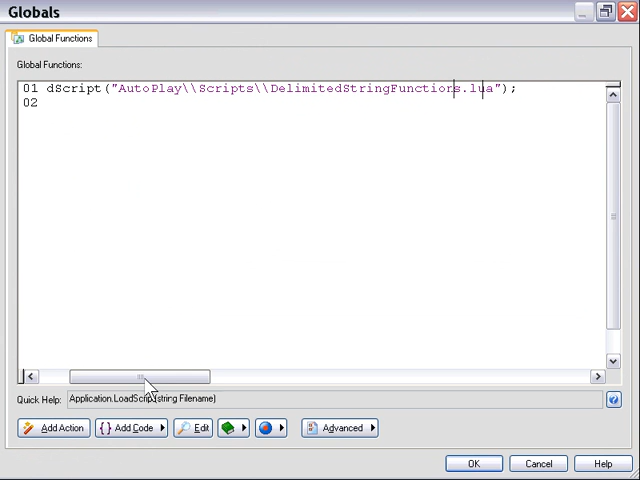 Globals
Global Functions
Global Functions:
01 dScript("AutoPlay\\Scripts\\DelimitedStringFunctions.lua");
02
Quick Help: Application.LoadScript(string Filename)
Add Action
Add Code
Edit
Advanced
OK
Cancel
Help